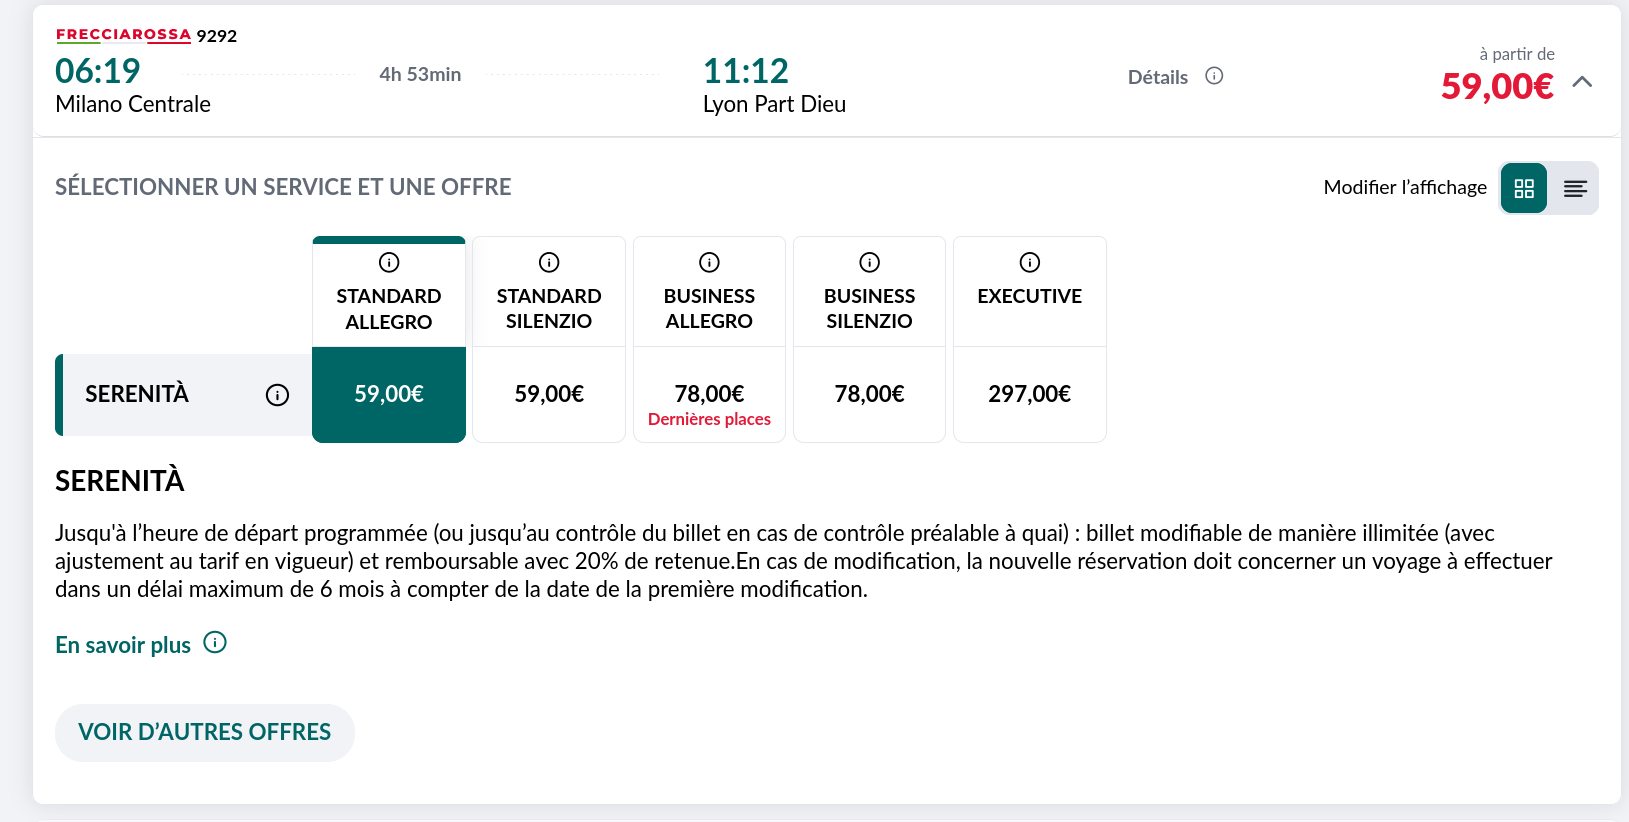 FRECCIAROSSA 9292
06:19
4h 53min
11:12
Milano Centrale
Lyon Part Dieu
Détails
à partir de
59,00€
SÉLECTIONNER UN SERVICE ET UNE OFFRE
Modifier l’affichage
STANDARD
ALLEGRO
STANDARD
SILENZIO
BUSINESS
ALLEGRO
BUSINESS
SILENZIO
EXECUTIVE
SERENITÀ
59,00€
59,00€
78,00€
Dernières places
78,00€
297,00€
SERENITÀ
Jusqu'à l’heure de départ programmée (ou jusqu’au contrôle du billet en cas de contrôle préalable à quai) : billet modifiable de manière illimitée (avec
ajustement au tarif en vigueur) et remboursable avec 20% de retenue.En cas de modification, la nouvelle réservation doit concerner un voyage à effectuer
dans un délai maximum de 6 mois à compter de la date de la première modification.
En savoir plus
VOIR D’AUTRES OFFRES